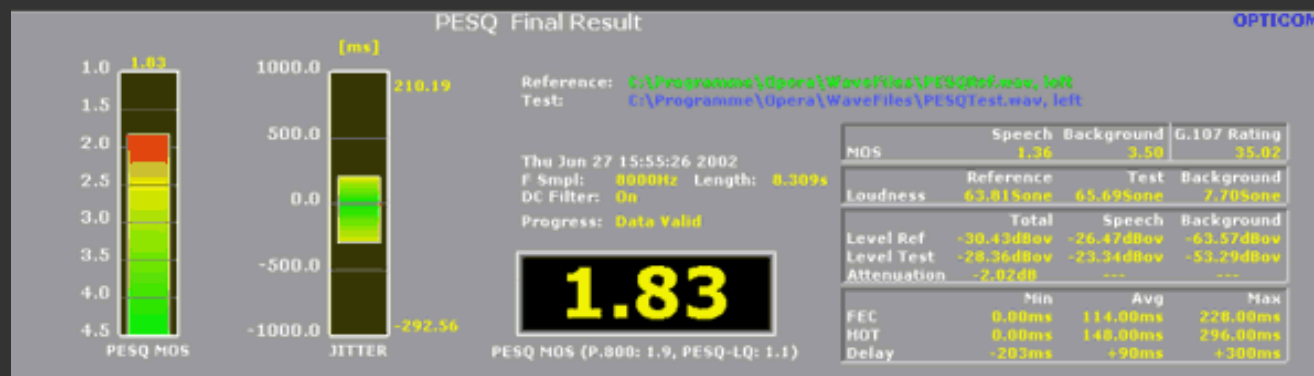 PESQ Final Result
OPTICOM
[ms]
1.83
1.0
1.5
2.0
2.5
3.0
3.5
4.0
4.5
PESQ MOS
1000.0
500.0
0.0
-500.0
-1000.0
210.19
-292.56
JITTER
Reference: C:\Programme\Opera\WaveFiles\PESQRef.wav, left
Test: C:\Programme\Opera\WaveFiles\PESQTest.wav, left
Thu Jun 27 15:55:26 2002
F Smpl: 8000Hz Length: 8.309s
DC Filter: On
Progress: Data Valid
1.83
PESQ MOS (P.800: 1.9, PESQ-LQ: 1.1)
Speech Background G.107 Rating
MOS 1.36 3.50 35.02
Reference Test Background
Loudness 63.81Sone 65.69Sone 7.70Sone
Total Speech Background
Level Ref -30.43dBov -26.47dBov -63.57dBov
Level Test -28.36dBov -23.34dBov -53.29dBov
Attenuation -2.02dB --- ---
Min Avg Max
FEC 0.00ms 114.00ms 228.00ms
HOT 0.00ms 148.00ms 296.00ms
Delay -203ms +90ms +300ms